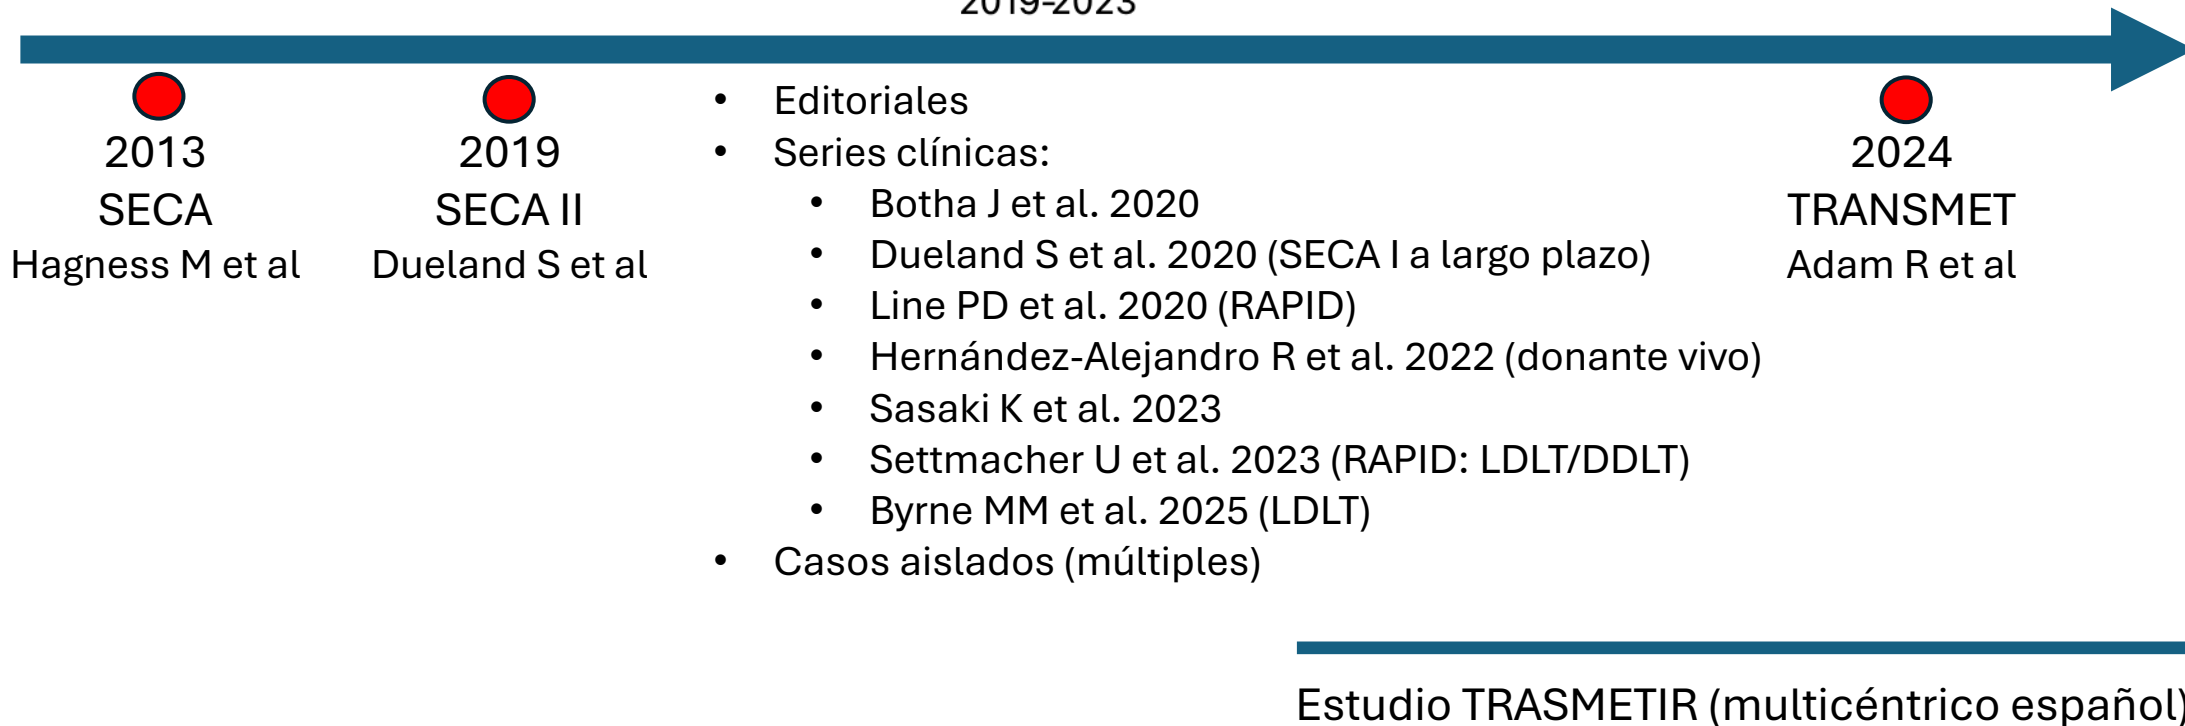 2019-2023
2013
SECA
Hagness M et al
2019
SECA II
Dueland S et al
• Editoriales
• Series clínicas:
• Botha J et al. 2020
• Dueland S et al. 2020 (SECA I a largo plazo)
• Line PD et al. 2020 (RAPID)
• Hernández-Alejandro R et al. 2022 (donante vivo)
• Sasaki K et al. 2023
• Settmacher U et al. 2023 (RAPID: LDLT/DDLT)
• Byrne MM et al. 2025 (LDLT)
• Casos aislados (múltiples)
2024
TRANSMET
Adam R et al
Estudio TRASMETIR (multicéntrico español)